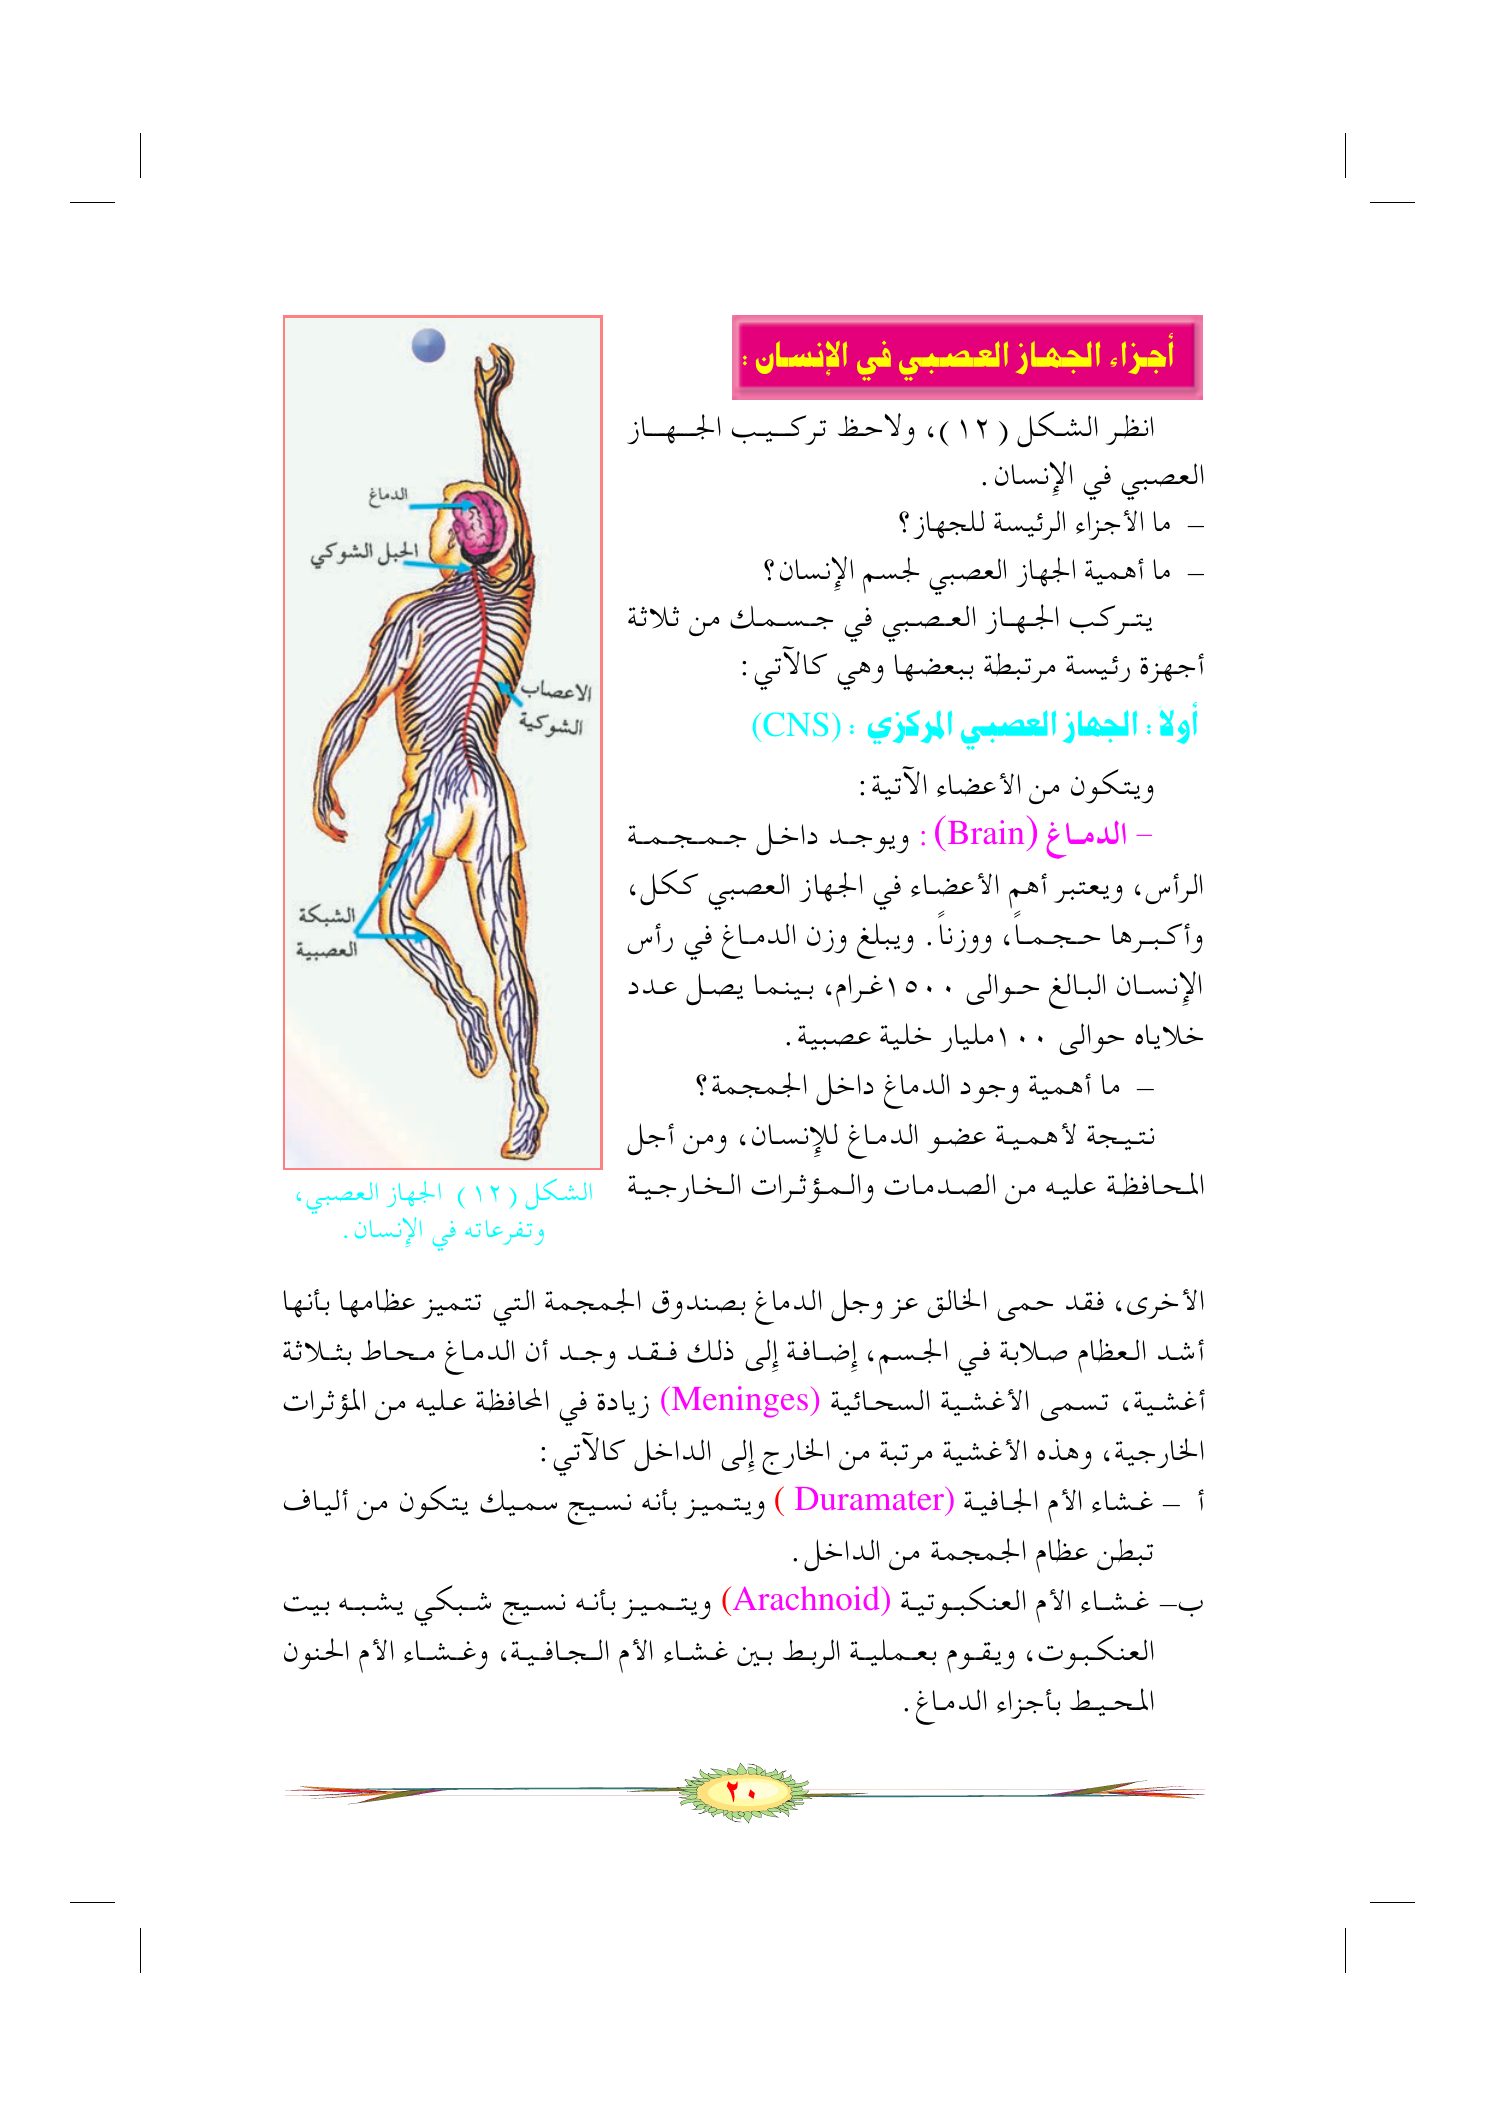 أجزاء الجهاز العصبي في الإنسان :
انظر الشكل ( ١٢ )، ولاحظ تركيب الجهاز
العصبي في الإنسان .
– ما الأجزاء الرئيسة للجهاز؟
– ما أهمية الجهاز العصبي لجسم الإنسان؟
يتركب الجهاز العصبي في جسمك من ثلاثة
أجهزة رئيسة مرتبطة ببعضها وهي كالآتي :
أولاً : الجهاز العصبي المركزي : (CNS)
ويتكون من الأعضاء الآتية :
– الدماغ (Brain) : ويوجد داخل جمجمة
الرأس، ويعتبر أهم الأعضاء في الجهاز العصبي ككل،
وأكبرها حجماً، ووزناً . ويبلغ وزن الدماغ في رأس
الإنسان البالغ حوالى ١٥٠٠غرام، بينما يصل عدد
خلاياه حوالى ١٠٠مليار خلية عصبية .
– ما أهمية وجود الدماغ داخل الجمجمة؟
نتيجة لأهمية عضو الدماغ للإنسان، ومن أجل
المحافظة عليه من الصدمات والمؤثرات الخارجية
الدماغ
الحبل الشوكي
الاعصاب
الشوكية
الشبكة
العصبية
الشكل ( ١٢ ) الجهاز العصبي،
وتفرعاته في الإنسان .
الأخرى، فقد حمى الخالق عز وجل الدماغ بصندوق الجمجمة التي تتميز عظامها بأنها
أشد العظام صلابة في الجسم، إضافة إلى ذلك فقد وجد أن الدماغ محاط بثلاثة
أغشية، تسمى الأغشية السحائية (Meninges) زيادة في المحافظة عليه من المؤثرات
الخارجية، وهذه الأغشية مرتبة من الخارج إلى الداخل كالآتي :
أ – غشاء الأم الجافية (Duramater ) ويتميز بأنه نسيج سميك يتكون من ألياف
تبطن عظام الجمجمة من الداخل .
ب– غشاء الأم العنكبوتية (Arachnoid) ويتميز بأنه نسيج شبكي يشبه بيت
العنكبوت، ويقوم بعملية الربط بين غشاء الأم الجافية، وغشاء الأم الحنون
المحيط بأجزاء الدماغ .
٢٠